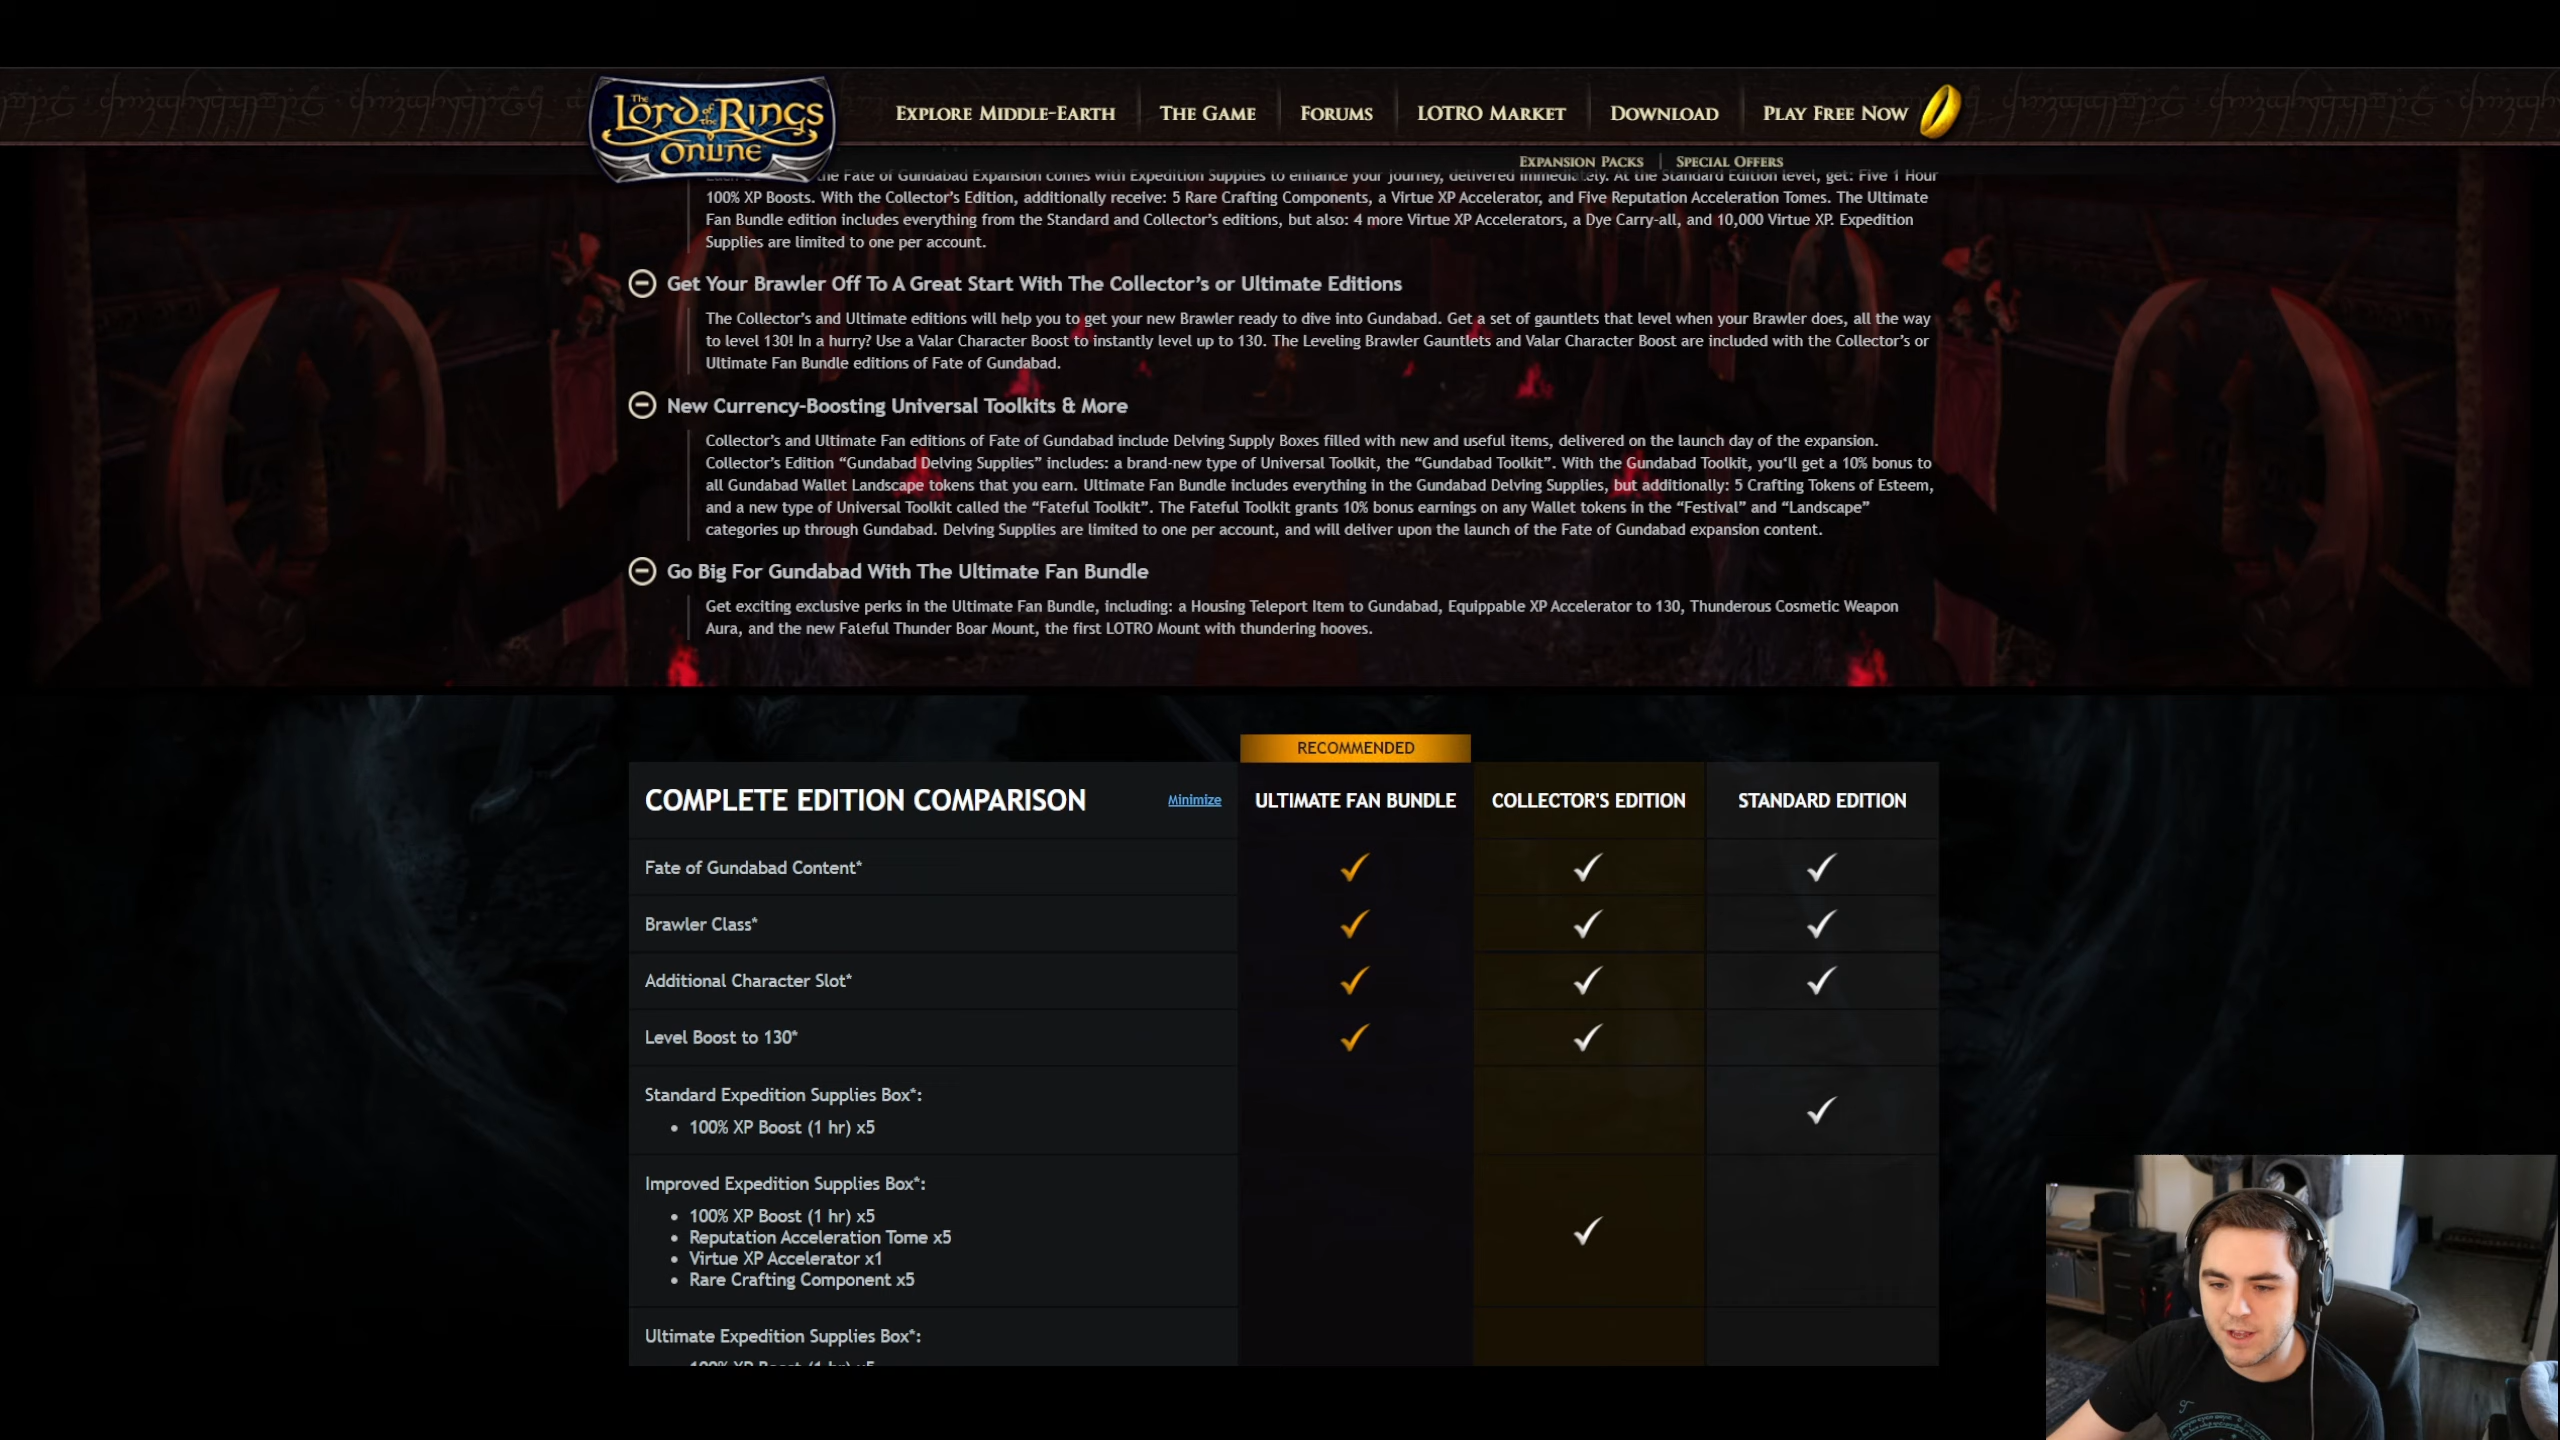 The Lord of the Rings Online
Explore Middle-Earth
The Game
Forums
LOTRO Market
Download
Play Free Now
Expansion Packs | Special Offers
the Fate of Gundabad Expansion comes with Expedition Supplies to enhance your journey, delivered immediately. At the Standard Edition level, get: Five 1 Hour
100% XP Boosts. With the Collector's Edition, additionally receive: 5 Rare Crafting Components, a Virtue XP Accelerator, and Five Reputation Acceleration Tomes. The Ultimate
Fan Bundle edition includes everything from the Standard and Collector's editions, but also: 4 more Virtue XP Accelerators, a Dye Carry-all, and 10,000 Virtue XP. Expedition
Supplies are limited to one per account.
Get Your Brawler Off To A Great Start With The Collector's or Ultimate Editions
The Collector's and Ultimate editions will help you to get your new Brawler ready to dive into Gundabad. Get a set of gauntlets that level when your Brawler does, all the way
to level 130! In a hurry? Use a Valar Character Boost to instantly level up to 130. The Leveling Brawler Gauntlets and Valar Character Boost are included with the Collector's or
Ultimate Fan Bundle editions of Fate of Gundabad.
New Currency-Boosting Universal Toolkits & More
Collector's and Ultimate Fan editions of Fate of Gundabad include Delving Supply Boxes filled with new and useful items, delivered on the launch day of the expansion.
Collector's Edition “Gundabad Delving Supplies” includes: a brand-new type of Universal Toolkit, the “Gundabad Toolkit”. With the Gundabad Toolkit, you‘ll get a 10% bonus to
all Gundabad Wallet Landscape tokens that you earn. Ultimate Fan Bundle includes everything in the Gundabad Delving Supplies, but additionally: 5 Crafting Tokens of Esteem,
and a new type of Universal Toolkit called the “Fateful Toolkit”. The Fateful Toolkit grants 10% bonus earnings on any Wallet tokens in the “Festival” and “Landscape”
categories up through Gundabad. Delving Supplies are limited to one per account, and will deliver upon the launch of the Fate of Gundabad expansion content.
Go Big For Gundabad With The Ultimate Fan Bundle
Get exciting exclusive perks in the Ultimate Fan Bundle, including: a Housing Teleport Item to Gundabad, Equippable XP Accelerator to 130, Thunderous Cosmetic Weapon
Aura, and the new Fateful Thunder Boar Mount, the first LOTRO Mount with thundering hooves.
RECOMMENDED
COMPLETE EDITION COMPARISON Minimize ULTIMATE FAN BUNDLE COLLECTOR'S EDITION STANDARD EDITION
Fate of Gundabad Content*
Brawler Class*
Additional Character Slot*
Level Boost to 130*
Standard Expedition Supplies Box*:
• 100% XP Boost (1 hr) x5
Improved Expedition Supplies Box*:
• 100% XP Boost (1 hr) x5
• Reputation Acceleration Tome x5
• Virtue XP Accelerator x1
• Rare Crafting Component x5
Ultimate Expedition Supplies Box*:
• 100% XP Boost (1 hr) x5